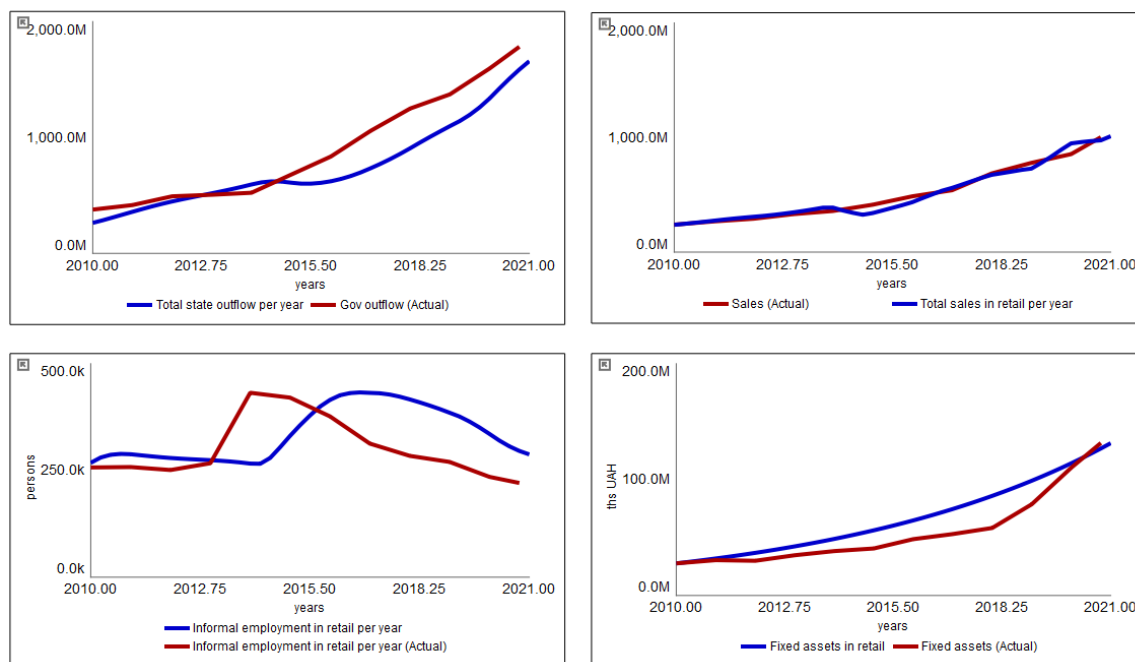 2,000.0M
1,000.0M
0.0M
2010.00 2012.75 2015.50 2018.25 2021.00
years
Total state outflow per year Gov outflow (Actual)
2,000.0M
1,000.0M
0.0M
2010.00 2012.75 2015.50 2018.25 2021.00
years
Sales (Actual) Total sales in retail per year
500.0k
250.0k
0.0k
persons
2010.00 2012.75 2015.50 2018.25 2021.00
years
Informal employment in retail per year
Informal employment in retail per year (Actual)
200.0M
100.0M
0.0M
ths UAH
2010.00 2012.75 2015.50 2018.25 2021.00
years
Fixed assets in retail Fixed assets (Actual)